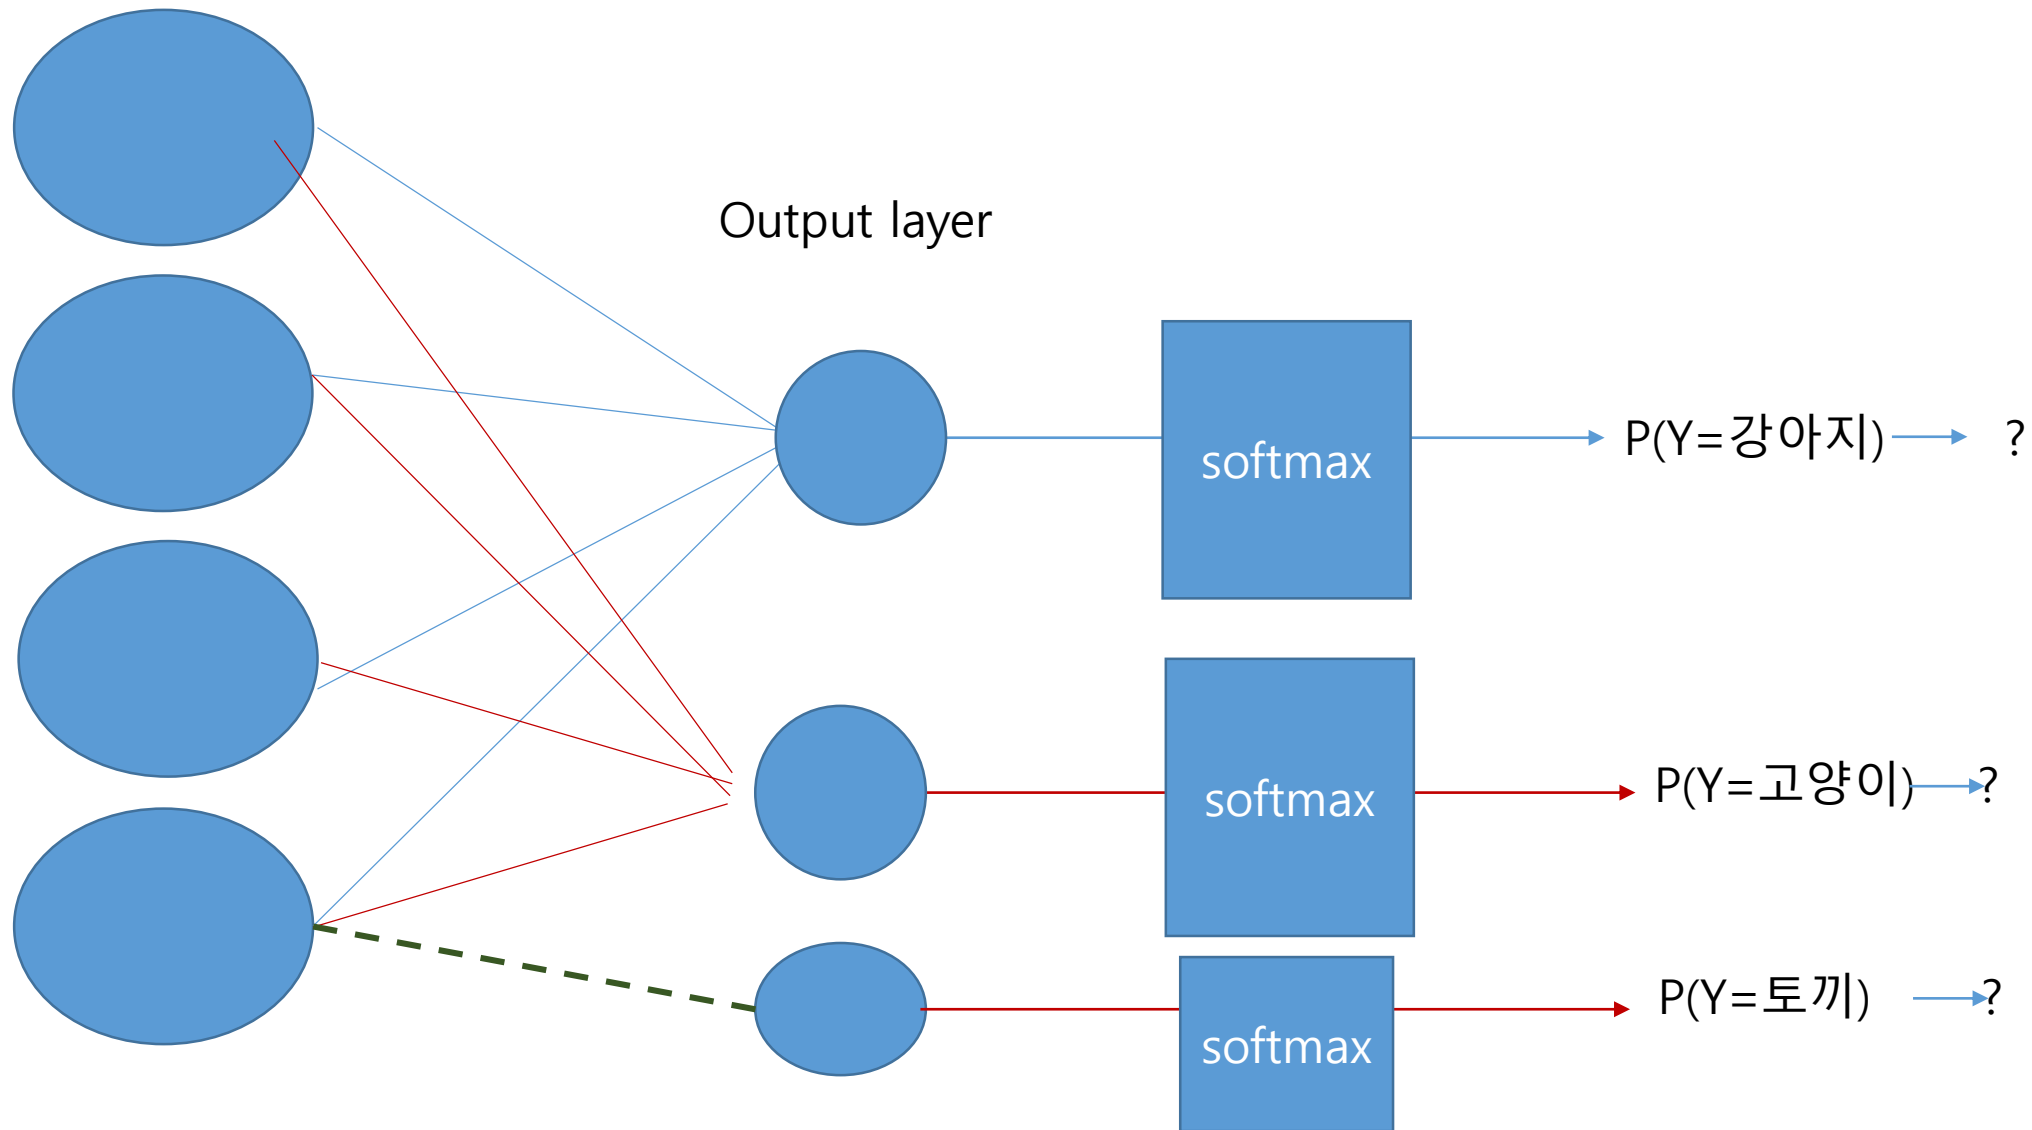 Output layer
softmax
P(Y=강아지) ?
softmax
P(Y=고양이) ?
softmax
P(Y=토끼) ?